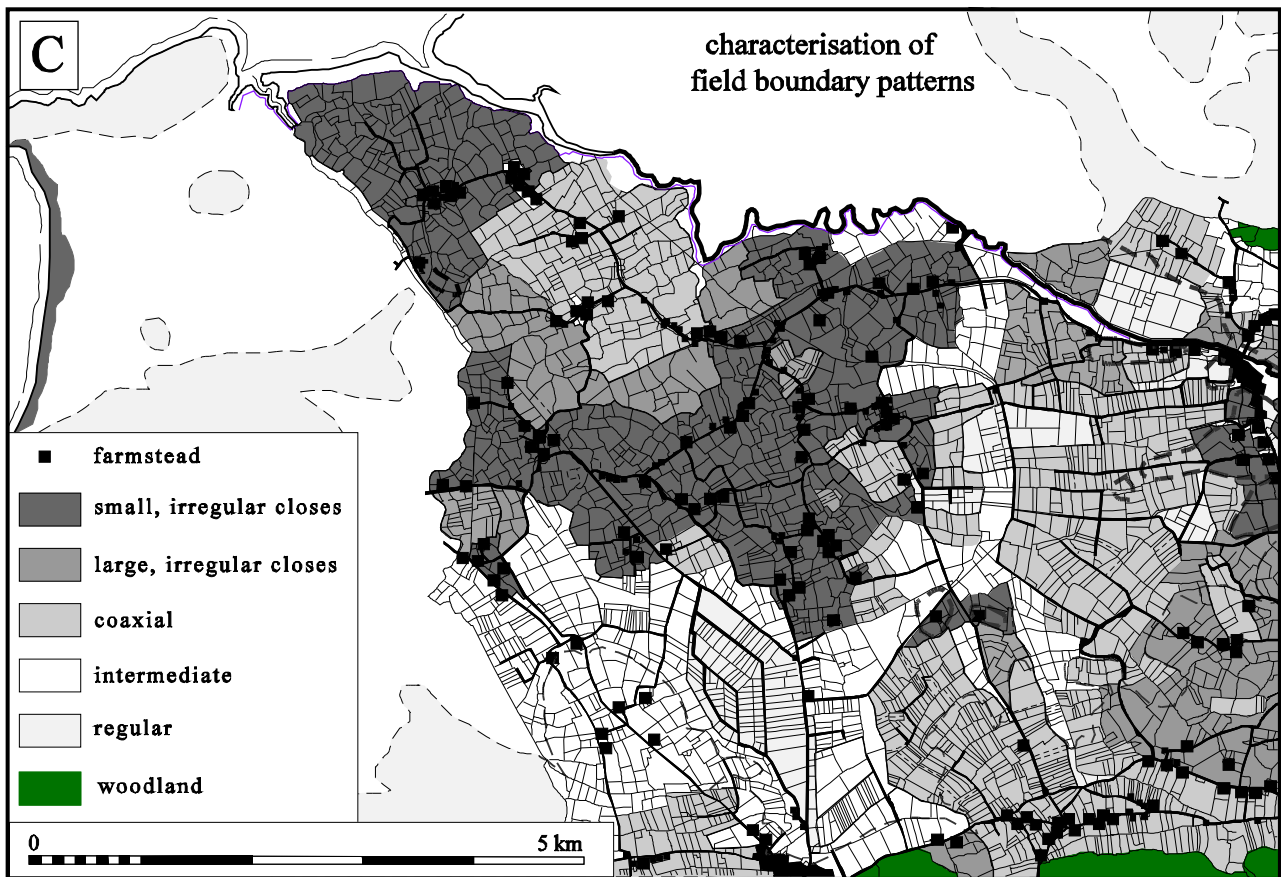 C
characterisation of
field boundary patterns
farmstead
small, irregular closes
large, irregular closes
coaxial
intermediate
regular
woodland
0 5 km